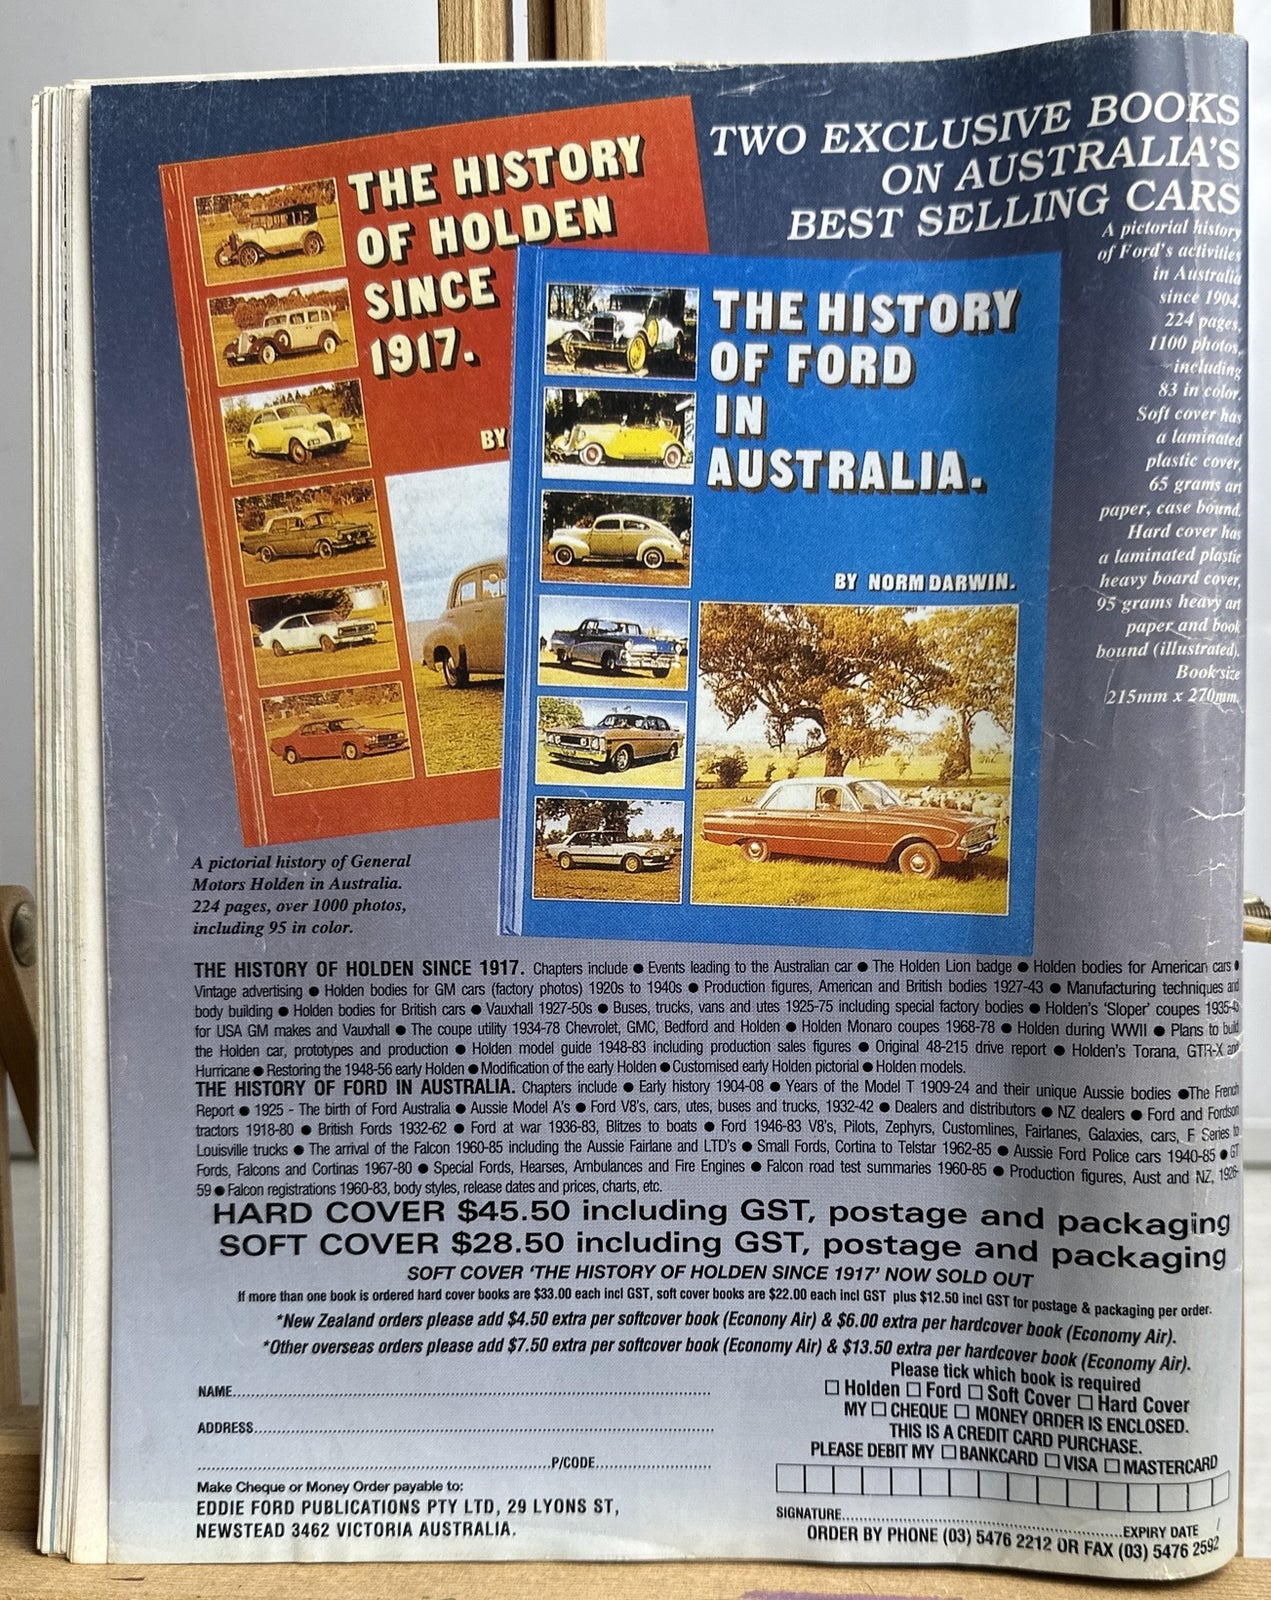 TWO EXCLUSIVE BOOKS
ON AUSTRALIA'S
BEST SELLING CARS
THE HISTORY
OF HOLDEN
SINCE
1917.
BY
THE HISTORY
OF FORD
IN
AUSTRALIA.
BY NORM DARWIN.
A pictorial history
of Ford's activities
in Australia
since 1904,
224 pages,
1100 photos,
including
83 in color.
Soft cover has
a laminated
plastic cover,
65 grams art
paper, case bound.
Hard cover has
a laminated plastic
heavy board cover,
95 grams heavy art
paper and book
bound (illustrated).
Book size
215mm x 270mm.
A pictorial history of General
Motors Holden in Australia.
224 pages, over 1000 photos,
including 95 in color.
THE HISTORY OF HOLDEN SINCE 1917. Chapters include ● Events leading to the Australian car ● The Holden Lion badge ● Holden bodies for American cars ●
Vintage advertising ● Holden bodies for GM cars (factory photos) 1920s to 1940s ● Production figures, American and British bodies 1927-43 ● Manufacturing techniques and
body building ● Holden bodies for British cars ● Vauxhall 1927-50s ● Buses, trucks, vans and utes 1925-75 including special factory bodies ● Holden's 'Sloper' coupes
for USA GM makes and Vauxhall ● The coupe utility 1934-78 Chevrolet, GMC, Bedford and Holden ● Holden Monaro coupes 1968-78 ● Holden during WWII ● Plans to build
the Holden car, prototypes and production ● Holden model guide 1948-83 including production sales figures ● Original 48-215 drive report ● Holden's Torana, GTR-X and
Hurricane ● Restoring the 1948-56 early Holden ● Modification of the early Holden ● Customised early Holden pictorial ● Holden models.
THE HISTORY OF FORD IN AUSTRALIA. Chapters include ● Early history 1904-08 ● Years of the Model T 1909-24 and their unique Aussie bodies ●The French
Report ● 1925 - The birth of Ford Australia ● Aussie Model A's ● Ford V8's, cars, utes, buses and trucks, 1932-42 ● Dealers and distributors ● NZ dealers ● Ford and Fordson
tractors 1918-80 ● British Fords 1932-62 ● Ford at war 1936-83, Blitzes to boats ● Ford 1946-83 V8's, Pilots, Zephyrs, Customlines, Fairlanes, Galaxies, cars, F Series to
Louisville trucks ● The arrival of the Falcon 1960-85 including the Aussie Fairlane and LTD's ● Small Fords, Cortina to Telstar 1962-85 ● Aussie Ford Police cars 1940-85 ● GT
Fords, Falcons and Cortinas 1967-80 ● Special Fords, Hearses, Ambulances and Fire Engines ● Falcon road test summaries 1960-85 ● Production figures, Aust and NZ, 1926-
59 ● Falcon registrations 1960-83, body styles, release dates and prices, charts, etc.
HARD COVER $45.50 including GST, postage and packaging
SOFT COVER $28.50 including GST, postage and packaging
SOFT COVER 'THE HISTORY OF HOLDEN SINCE 1917' NOW SOLD OUT
If more than one book is ordered hard cover books are $33.00 each incl GST, soft cover books are $22.00 each incl GST plus $12.50 incl GST for postage & packaging per order.
*New Zealand orders please add $4.50 extra per softcover book (Econony Air) & $6.00 extra per hardcover book (Economy Air).
*Other overseas orders please add $7.50 extra per softcover book (Economy Air) & $13.50 extra per hardcover book (Economy Air).
Please tick which book is required
☐ Holden ☐ Ford ☐ Soft Cover ☐ Hard Cover
MY ☐ CHEQUE ☐ MONEY ORDER IS ENCLOSED.
THIS IS A CREDIT CARD PURCHASE.
PLEASE DEBIT MY ☐ BANKCARD ☐ VISA ☐ MASTERCARD
NAME
ADDRESS
P/CODE
Make Cheque or Money Order payable to:
EDDIE FORD PUBLICATIONS PTY LTD, 29 LYONS ST,
NEWSTEAD 3462 VICTORIA AUSTRALIA.
SIGNATURE EXPIRY DATE /
ORDER BY PHONE (03) 5476 2212 OR FAX (03) 5476 2592